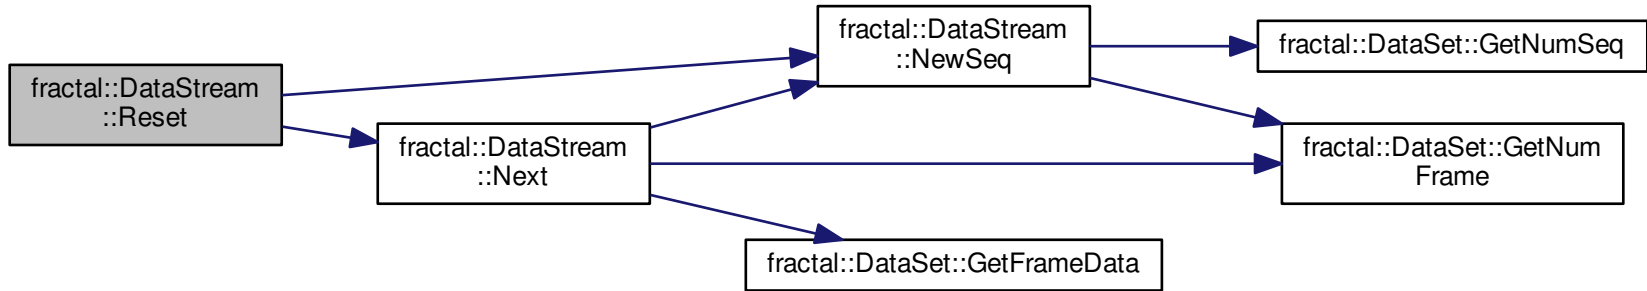 fractal::DataStream
::Reset
fractal::DataStream
::Next
fractal::DataStream
::NewSeq
fractal::DataSet::GetNumSeq
fractal::DataSet::GetNum
Frame
fractal::DataSet::GetFrameData